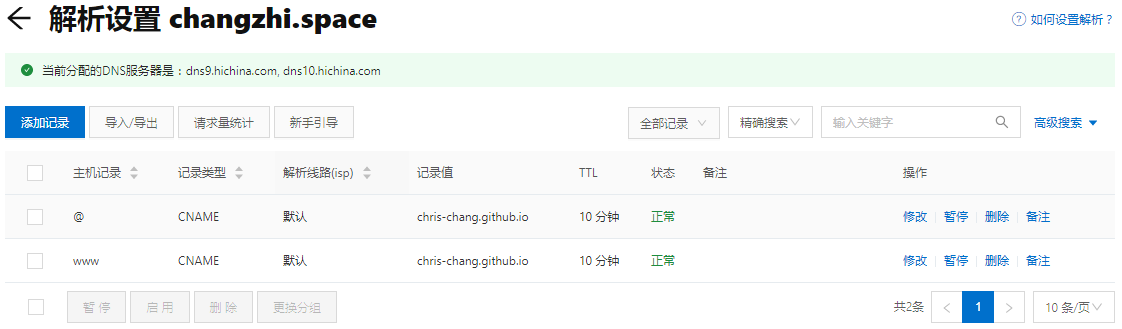 解析设置 changzhi.space
如何设置解析？
当前分配的DNS服务器是：dns9.hichina.com, dns10.hichina.com
添加记录 导入/导出 请求量统计 新手引导 全部记录 精确搜索 输入关键字 高级搜索
主机记录 记录类型 解析线路(isp) 记录值 TTL 状态 备注 操作
@ CNAME 默认 chris-chang.github.io 10 分钟 正常 修改 暂停 删除 备注
www CNAME 默认 chris-chang.github.io 10 分钟 正常 修改 暂停 删除 备注
暂 停 启 用 删 除 更换分组 共2条 1 10 条/页